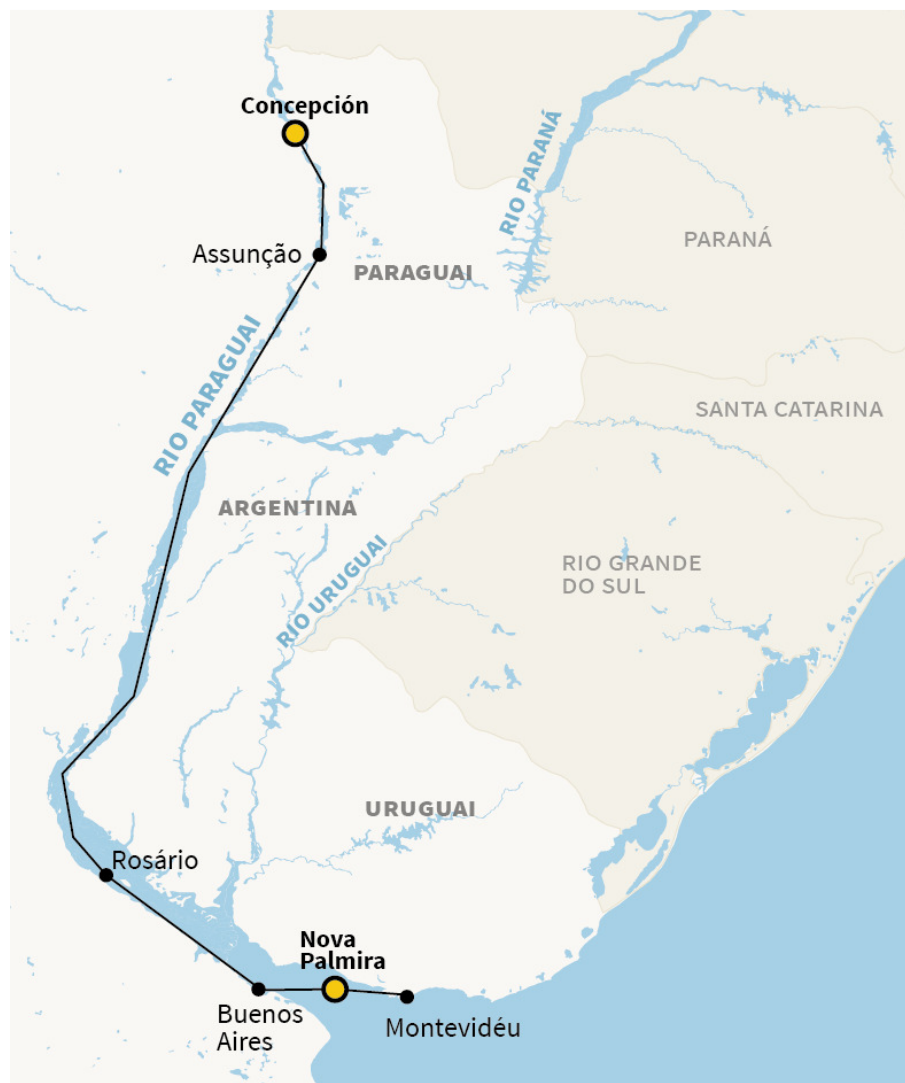 Concepción
RIO PARANÁ
Assunção
PARANÁ
PARAGUAI
RIO PARAGUAI
SANTA CATARINA
ARGENTINA
RIO URUGUAI
RIO GRANDE
DO SUL
URUGUAI
Rosário
Nova
Palmira
Buenos
Aires
Montevidéu